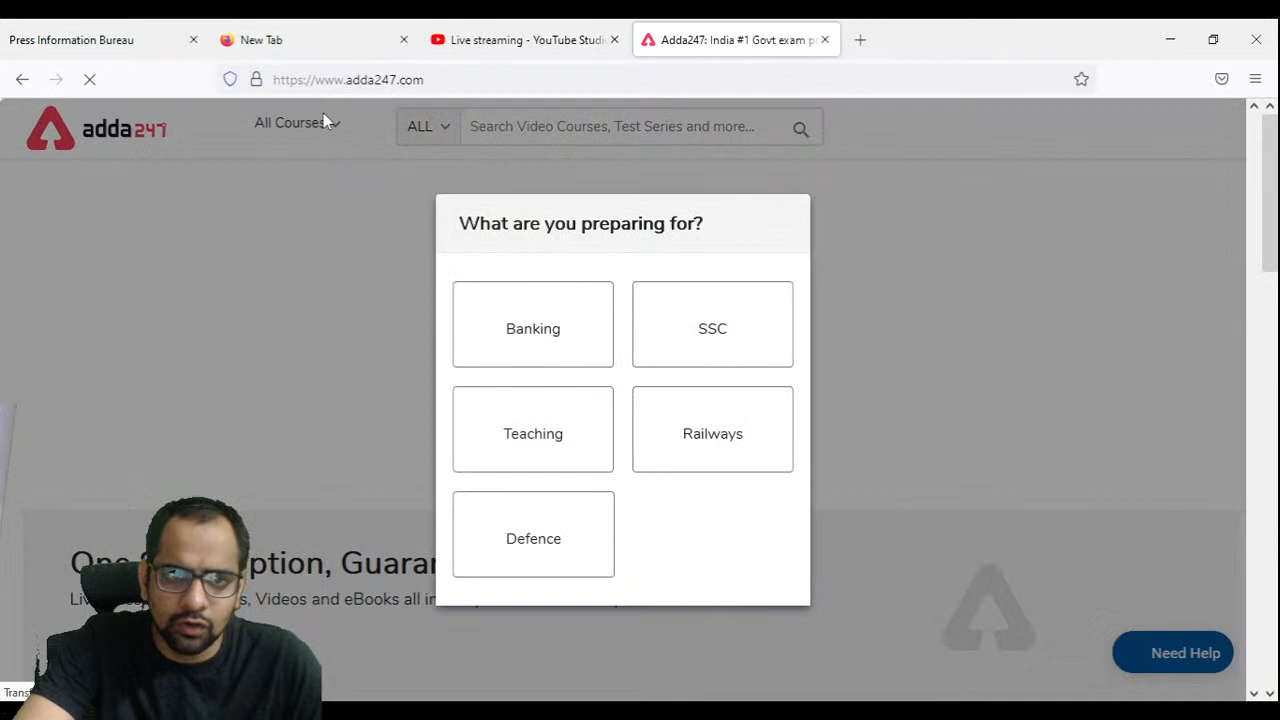 Press Information Bureau
New Tab
Live streaming - YouTube Studi
Adda247: India #1 Govt exam p
https://www.adda247.com
adda247
All Courses
ALL
Search Video Courses, Test Series and more...
What are you preparing for?
Banking
SSC
Teaching
Railways
Defence
ption, Guara
Videos and eBooks all in
Need Help